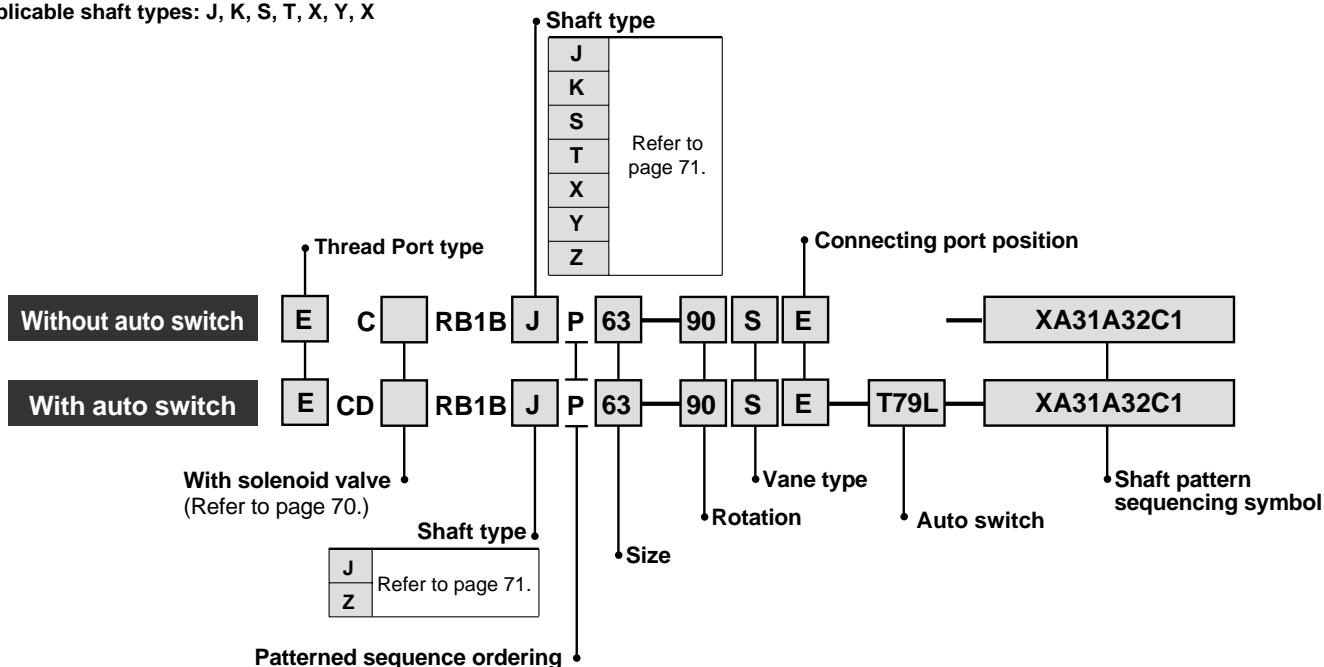 plicable shaft types: J, K, S, T, X, Y, X
Shaft type
J
K
S
T
X
Y
Z
Refer to
page 71.
Thread Port type
Connecting port position
Without auto switch E C RB1B J P 63 — 90 S E — XA31A32C1
With auto switch E CD RB1B J P 63 — 90 S E — T79L — XA31A32C1
With solenoid valve
(Refer to page 70.)
Vane type
Shaft pattern
sequencing symbol
Rotation
Auto switch
Shaft type
Size
J
Z
Refer to page 71.
Patterned sequence ordering